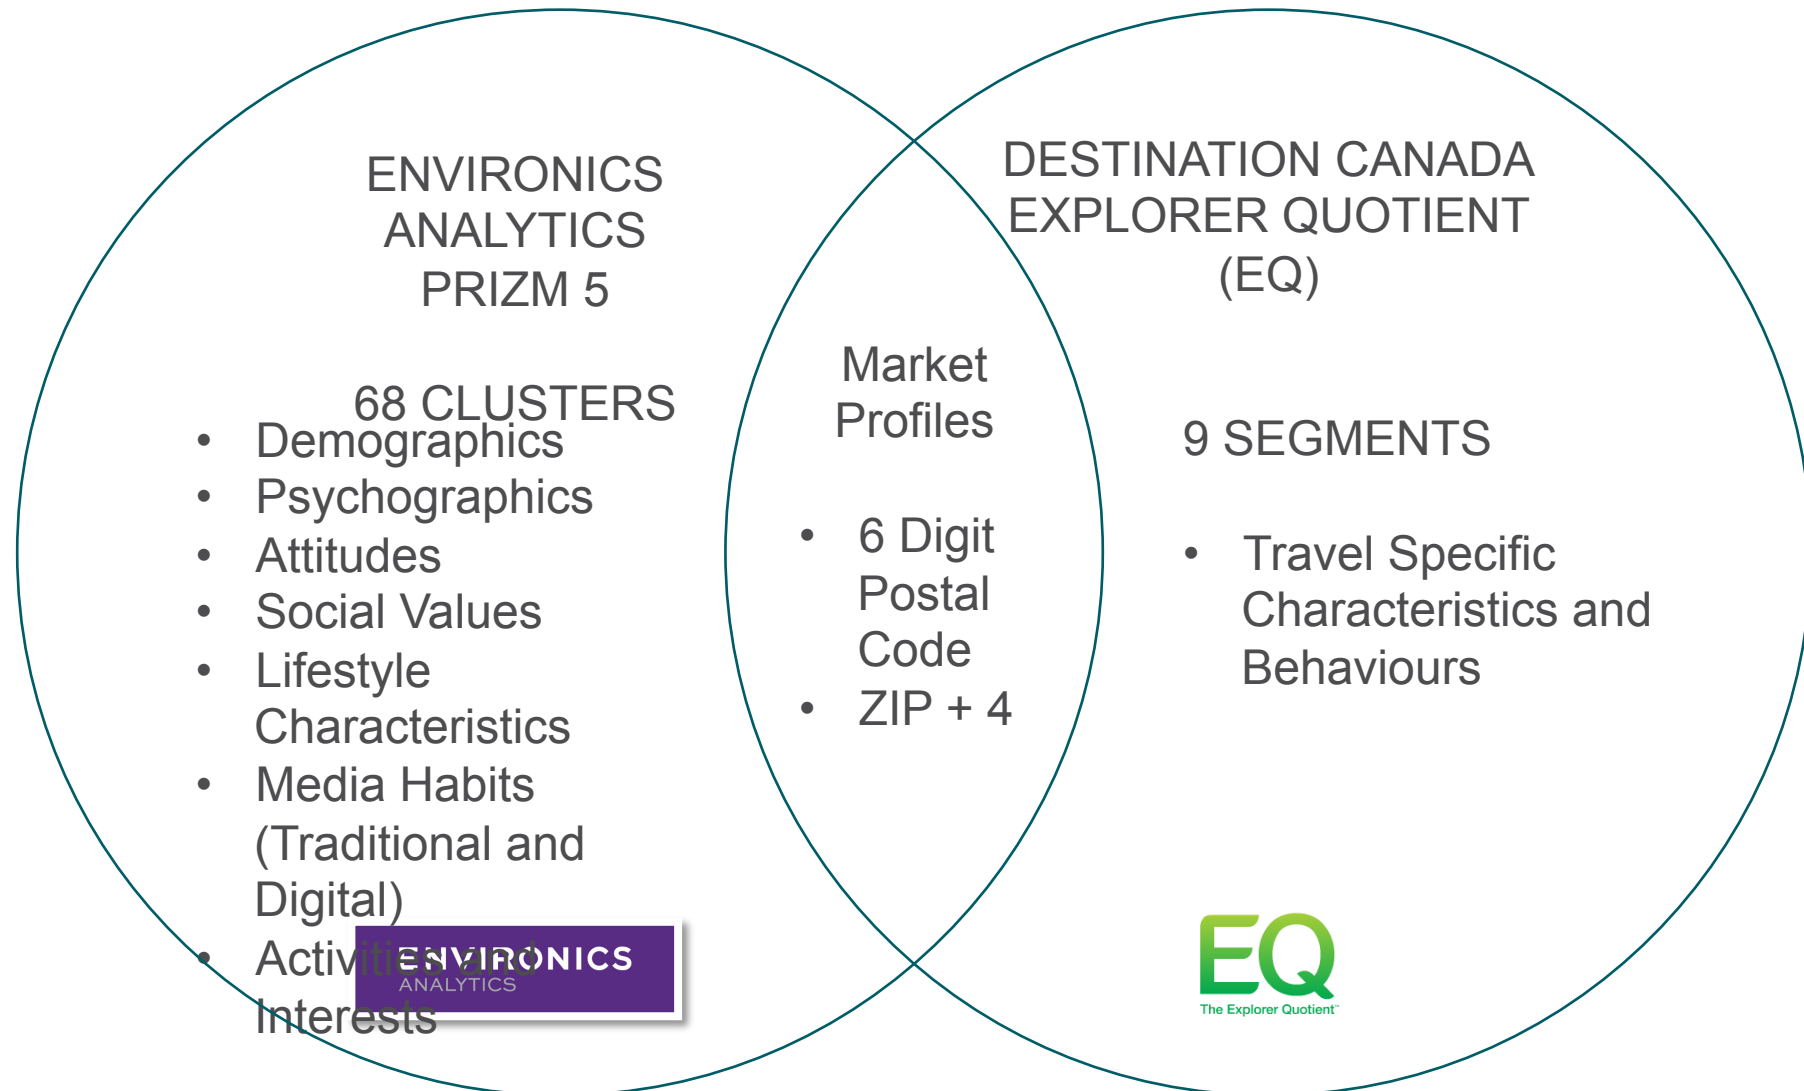 ENVIRONICS
ANALYTICS
PRIZM 5
68 CLUSTERS
• Demographics
• Psychographics
• Attitudes
• Social Values
• Lifestyle
Characteristics
• Media Habits
(Traditional and
Digital)
• Activities and
Interests
ENVIRONICS
ANALYTICS
Market
Profiles
• 6 Digit
Postal
Code
• ZIP + 4
DESTINATION CANADA
EXPLORER QUOTIENT
(EQ)
9 SEGMENTS
• Travel Specific
Characteristics and
Behaviours
EQ
The Explorer Quotient™